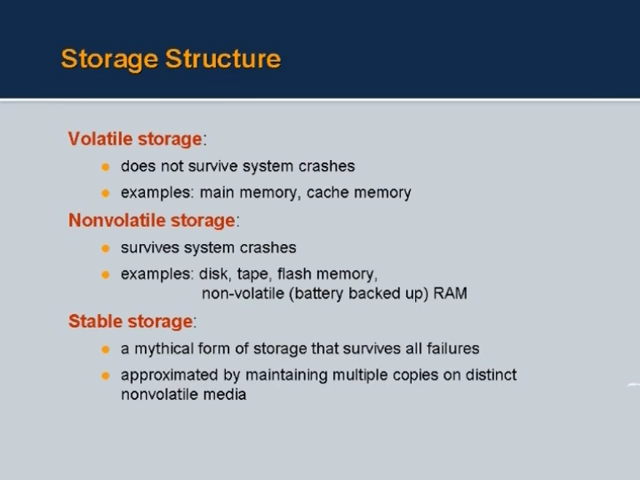 Storage Structure
Volatile storage:
does not survive system crashes
examples: main memory, cache memory
Nonvolatile storage:
survives system crashes
examples: disk, tape, flash memory,
non-volatile (battery backed up) RAM
Stable storage:
a mythical form of storage that survives all failures
approximated by maintaining multiple copies on distinct
nonvolatile media